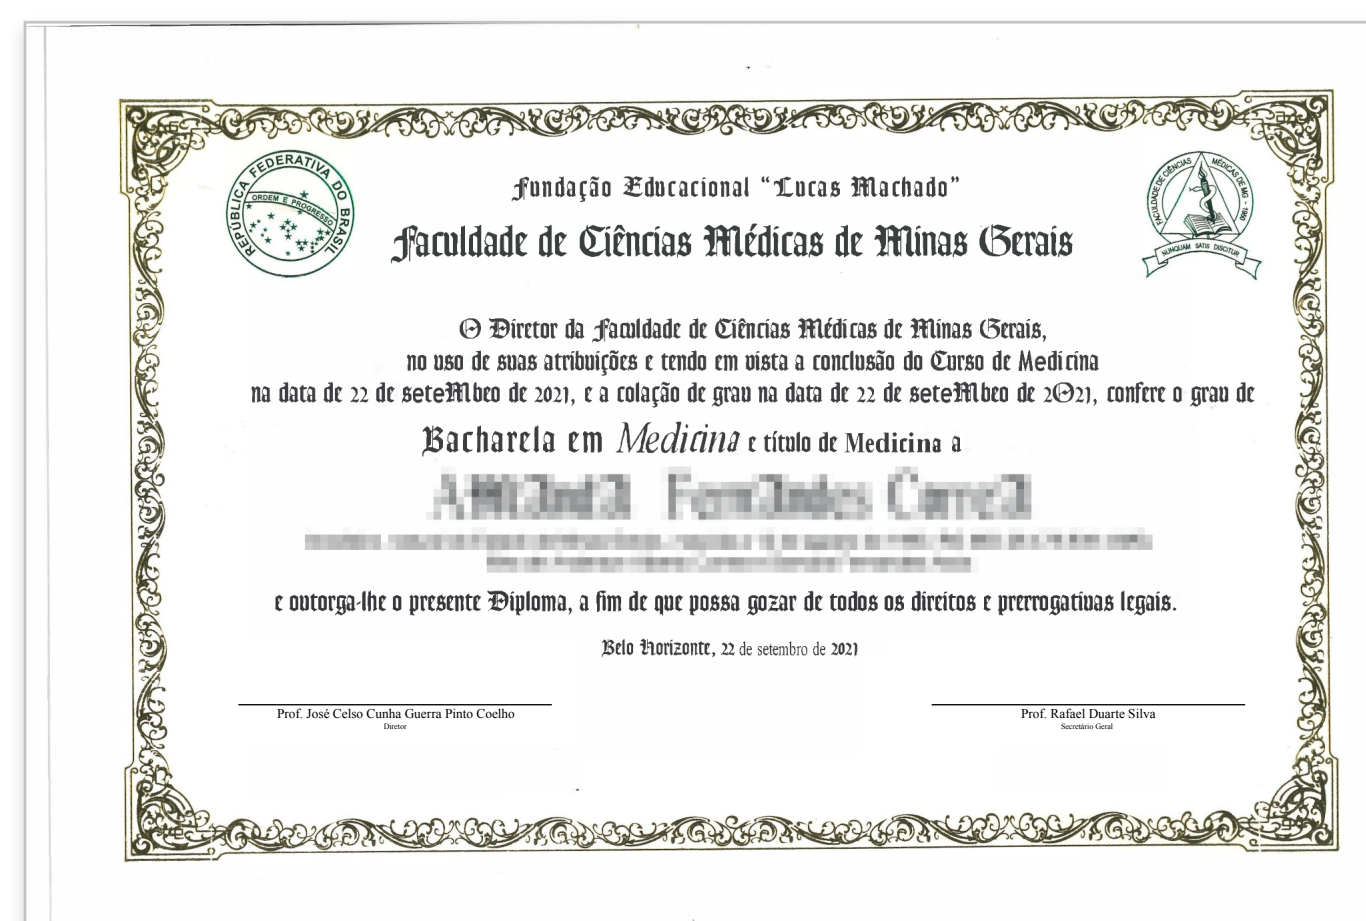 REPÚBLICA FEDERATIVA DO BRASIL
ORDEM E PROGRESSO
FACULDADE DE CIÊNCIAS MÉDICAS DE MG - 1950
NUNQUAM SATIS DISCITUR
Fundação Educacional “Lucas Machado”
Faculdade de Ciências Médicas de Minas Gerais
O Diretor da Faculdade de Ciências Médicas de Minas Gerais,
no uso de suas atribuições e tendo em vista a conclusão do Curso de Medicina
na data de 22 de seteMbeo de 2021, e a colação de grau na data de 22 de seteMbeo de 2O21, confere o grau de
Bacharela em Medicina e título de Medicina a
e outorga-lhe o presente Diploma, a fim de que possa gozar de todos os direitos e prerrogativas legais.
Belo Horizonte, 22 de setembro de 2021
Prof. José Celso Cunha Guerra Pinto Coelho
Diretor
Prof. Rafael Duarte Silva
Secretário Geral